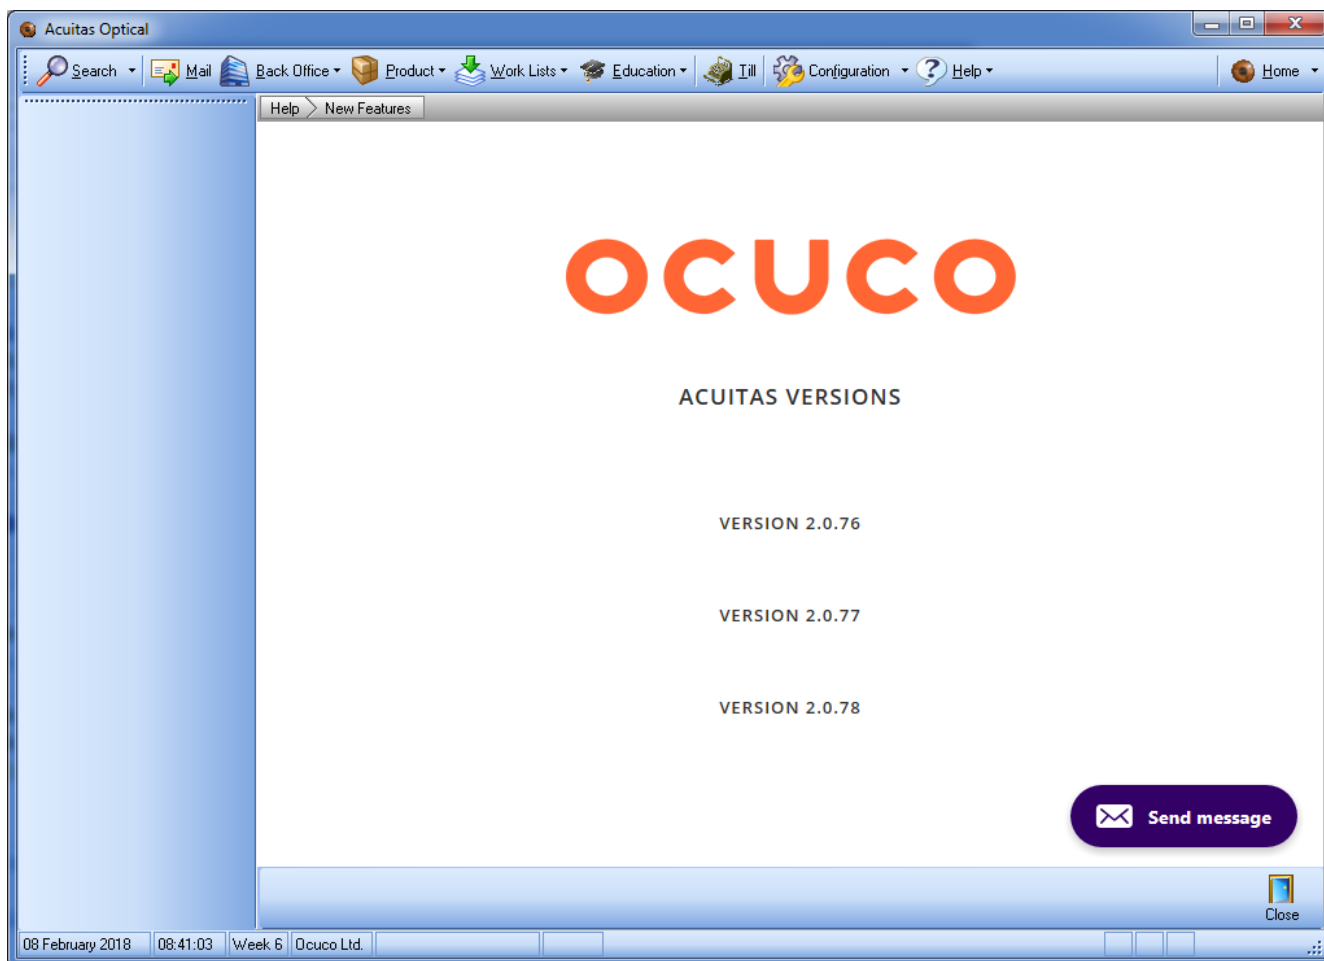 Acuitas Optical
Search Mail Back Office Product Work Lists Education Till Configuration Help Home
Help New Features
OCUCO
ACUITAS VERSIONS
VERSION 2.0.76
VERSION 2.0.77
VERSION 2.0.78
Send message
Close
08 February 2018 08:41:03 Week 6 Ocuco Ltd.